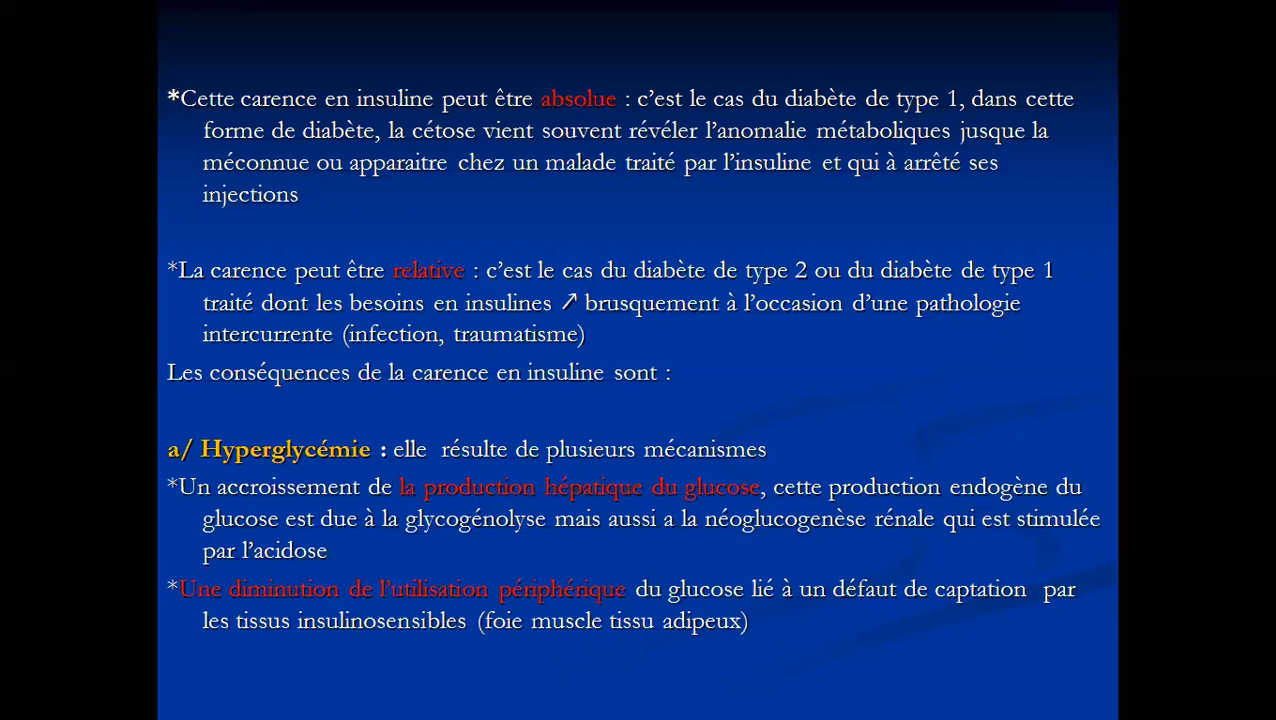 *Cette carence en insuline peut être absolue : c’est le cas du diabète de type 1, dans cette
forme de diabète, la cétose vient souvent révéler l’anomalie métaboliques jusque la
méconnue ou apparaitre chez un malade traité par l’insuline et qui à arrêté ses
injections
*La carence peut être relative : c’est le cas du diabète de type 2 ou du diabète de type 1
traité dont les besoins en insulines ↗ brusquement à l’occasion d’une pathologie
intercurrente (infection, traumatisme)
Les conséquences de la carence en insuline sont :
a/ Hyperglycémie : elle résulte de plusieurs mécanismes
*Un accroissement de la production hépatique du glucose, cette production endogène du
glucose est due à la glycogénolyse mais aussi a la néoglucogenèse rénale qui est stimulée
par l’acidose
*Une diminution de l’utilisation périphérique du glucose lié à un défaut de captation par
les tissus insulinosensibles (foie muscle tissu adipeux)